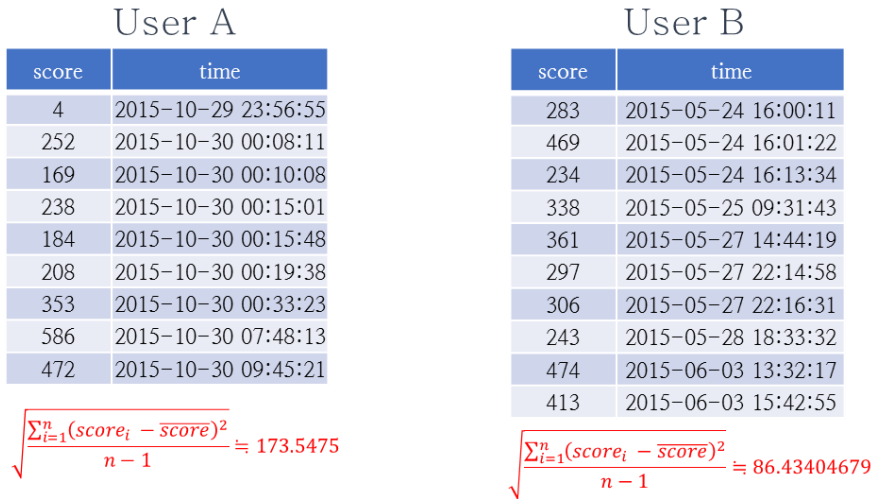 User A
score time
4 2015-10-29 23:56:55
252 2015-10-30 00:08:11
169 2015-10-30 00:10:08
238 2015-10-30 00:15:01
184 2015-10-30 00:15:48
208 2015-10-30 00:19:38
353 2015-10-30 00:33:23
586 2015-10-30 07:48:13
472 2015-10-30 09:45:21
√(∑ⁿᵢ₌₁(scoreᵢ − s̅c̅o̅r̅e̅)² / n − 1) ≒ 173.5475
User B
score time
283 2015-05-24 16:00:11
469 2015-05-24 16:01:22
234 2015-05-24 16:13:34
338 2015-05-25 09:31:43
361 2015-05-27 14:44:19
297 2015-05-27 22:14:58
306 2015-05-27 22:16:31
243 2015-05-28 18:33:32
474 2015-06-03 13:32:17
413 2015-06-03 15:42:55
√(∑ⁿᵢ₌₁(scoreᵢ − s̅c̅o̅r̅e̅)² / n − 1) ≒ 86.43404679